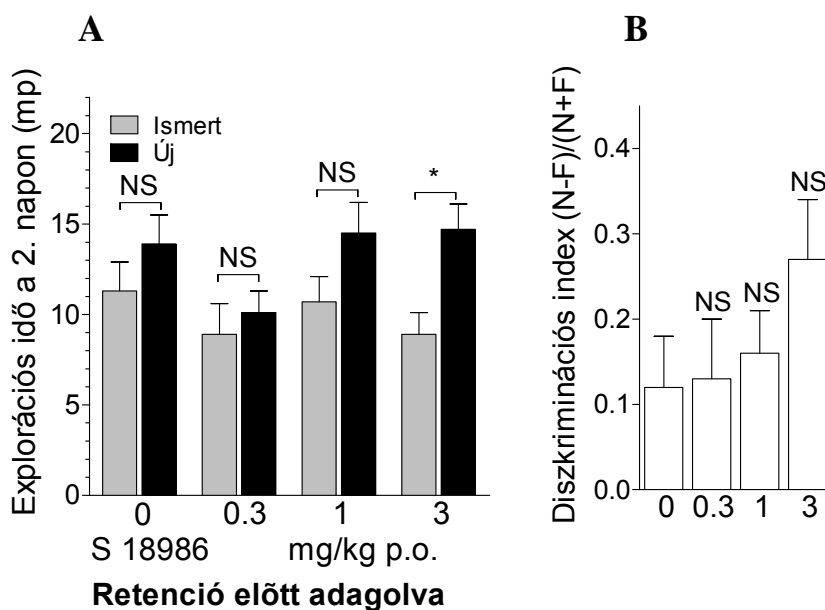 A
B
Explorációs idő a 2. napon (mp)
20
15
10
5
0
Ismert
Új
NS
NS
NS
*
0 0.3 1 3
S 18986 mg/kg p.o.
Retenció elõtt adagolva
Diszkriminációs index (N-F)/(N+F)
0.4
0.3
0.2
0.1
0.0
NS
NS
NS
0 0.3 1 3